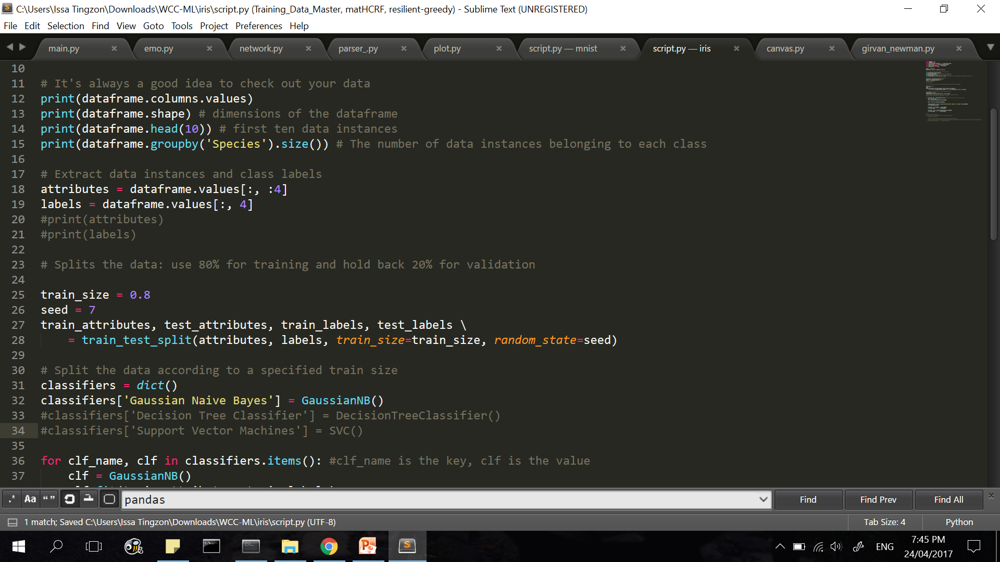 C:\Users\Issa Tingzon\Downloads\WCC-ML\iris\script.py (Training_Data_Master, matHCRF, resilient-greedy) - Sublime Text (UNREGISTERED)
File Edit Selection Find View Goto Tools Project Preferences Help
main.py emo.py network.py parser_.py plot.py script.py — mnist script.py — iris canvas.py girvan_newman.py
10
11 # It's always a good idea to check out your data
12 print(dataframe.columns.values)
13 print(dataframe.shape) # dimensions of the dataframe
14 print(dataframe.head(10)) # first ten data instances
15 print(dataframe.groupby('Species').size()) # The number of data instances belonging to each class
16
17 # Extract data instances and class labels
18 attributes = dataframe.values[:, :4]
19 labels = dataframe.values[:, 4]
20 #print(attributes)
21 #print(labels)
22
23 # Splits the data: use 80% for training and hold back 20% for validation
24
25 train_size = 0.8
26 seed = 7
27 train_attributes, test_attributes, train_labels, test_labels \
28     = train_test_split(attributes, labels, train_size=train_size, random_state=seed)
29
30 # Split the data according to a specified train size
31 classifiers = dict()
32 classifiers['Gaussian Naive Bayes'] = GaussianNB()
33 #classifiers['Decision Tree Classifier'] = DecisionTreeClassifier()
34 #classifiers['Support Vector Machines'] = SVC()
35
36 for clf_name, clf in classifiers.items(): #clf_name is the key, clf is the value
37     clf = GaussianNB()
.* Aa “” pandas Find Find Prev Find All
1 match; Saved C:\Users\Issa Tingzon\Downloads\WCC-ML\iris\script.py (UTF-8) Tab Size: 4 Python
ENG
7:45 PM
24/04/2017